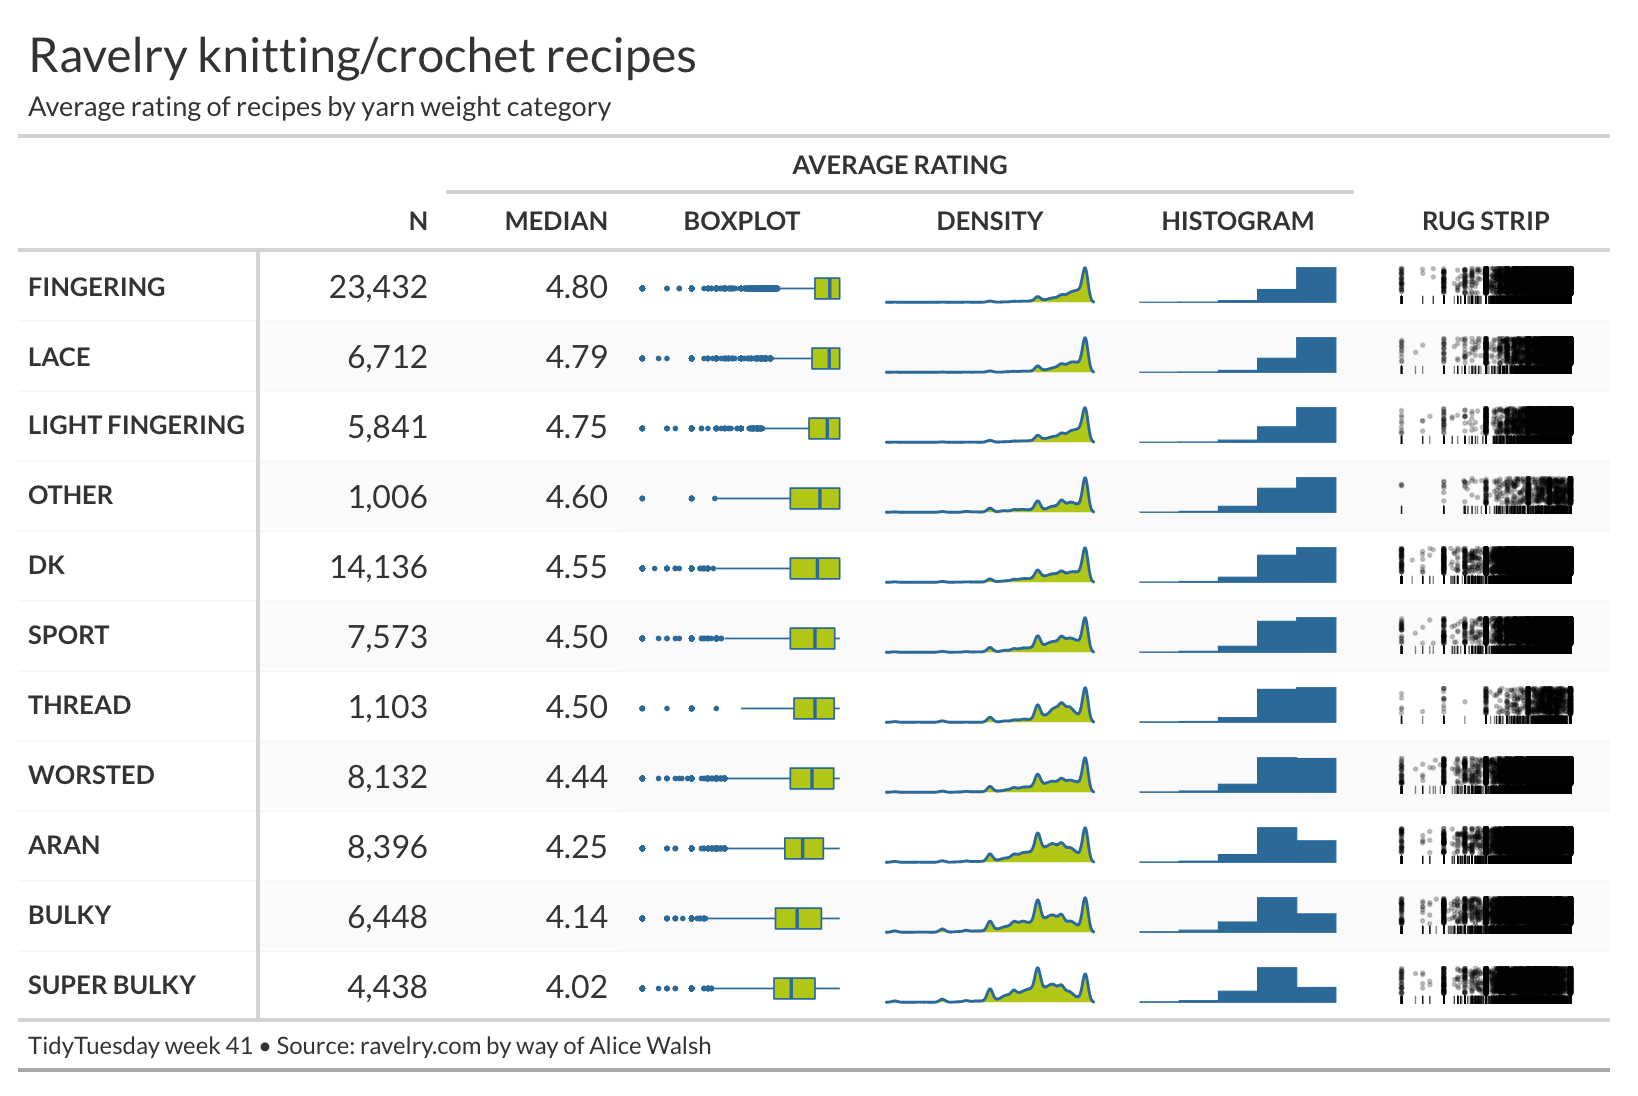 Ravelry knitting/crochet recipes
Average rating of recipes by yarn weight category
AVERAGE RATING
N MEDIAN BOXPLOT DENSITY HISTOGRAM RUG STRIP
FINGERING 23,432 4.80
LACE 6,712 4.79
LIGHT FINGERING 5,841 4.75
OTHER 1,006 4.60
DK 14,136 4.55
SPORT 7,573 4.50
THREAD 1,103 4.50
WORSTED 8,132 4.44
ARAN 8,396 4.25
BULKY 6,448 4.14
SUPER BULKY 4,438 4.02
TidyTuesday week 41 • Source: ravelry.com by way of Alice Walsh